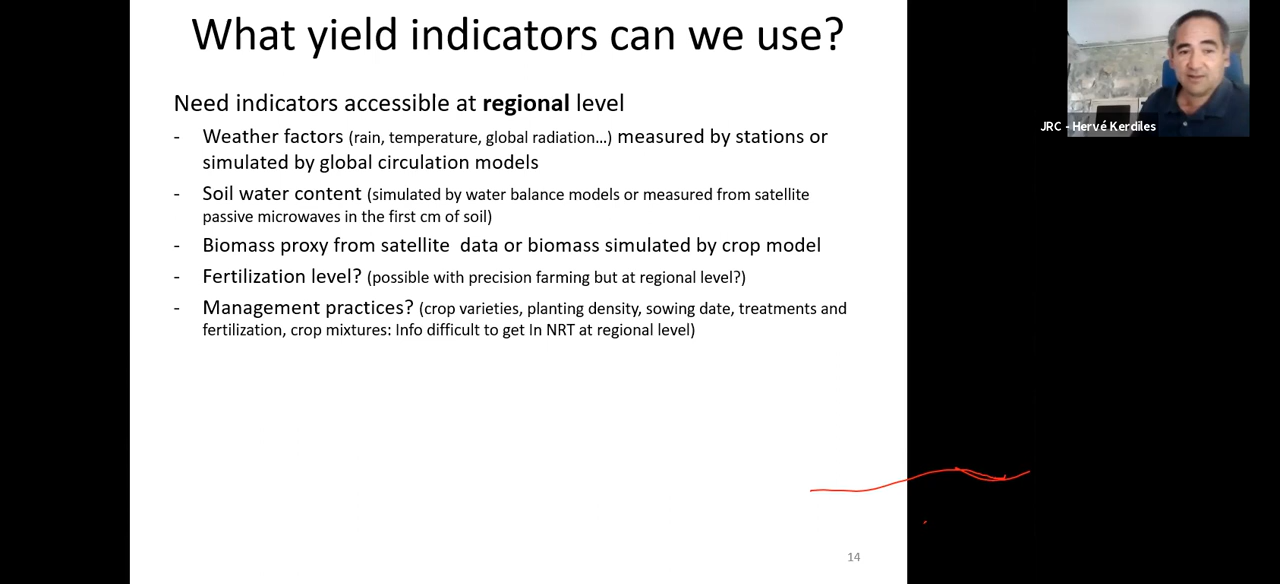 What yield indicators can we use?
JRC - Hervé Kerdiles
Need indicators accessible at regional level
- Weather factors (rain, temperature, global radiation...) measured by stations or
simulated by global circulation models
- Soil water content (simulated by water balance models or measured from satellite
passive microwaves in the first cm of soil)
- Biomass proxy from satellite data or biomass simulated by crop model
- Fertilization level? (possible with precision farming but at regional level?)
- Management practices? (crop varieties, planting density, sowing date, treatments and
fertilization, crop mixtures: Info difficult to get In NRT at regional level)
14